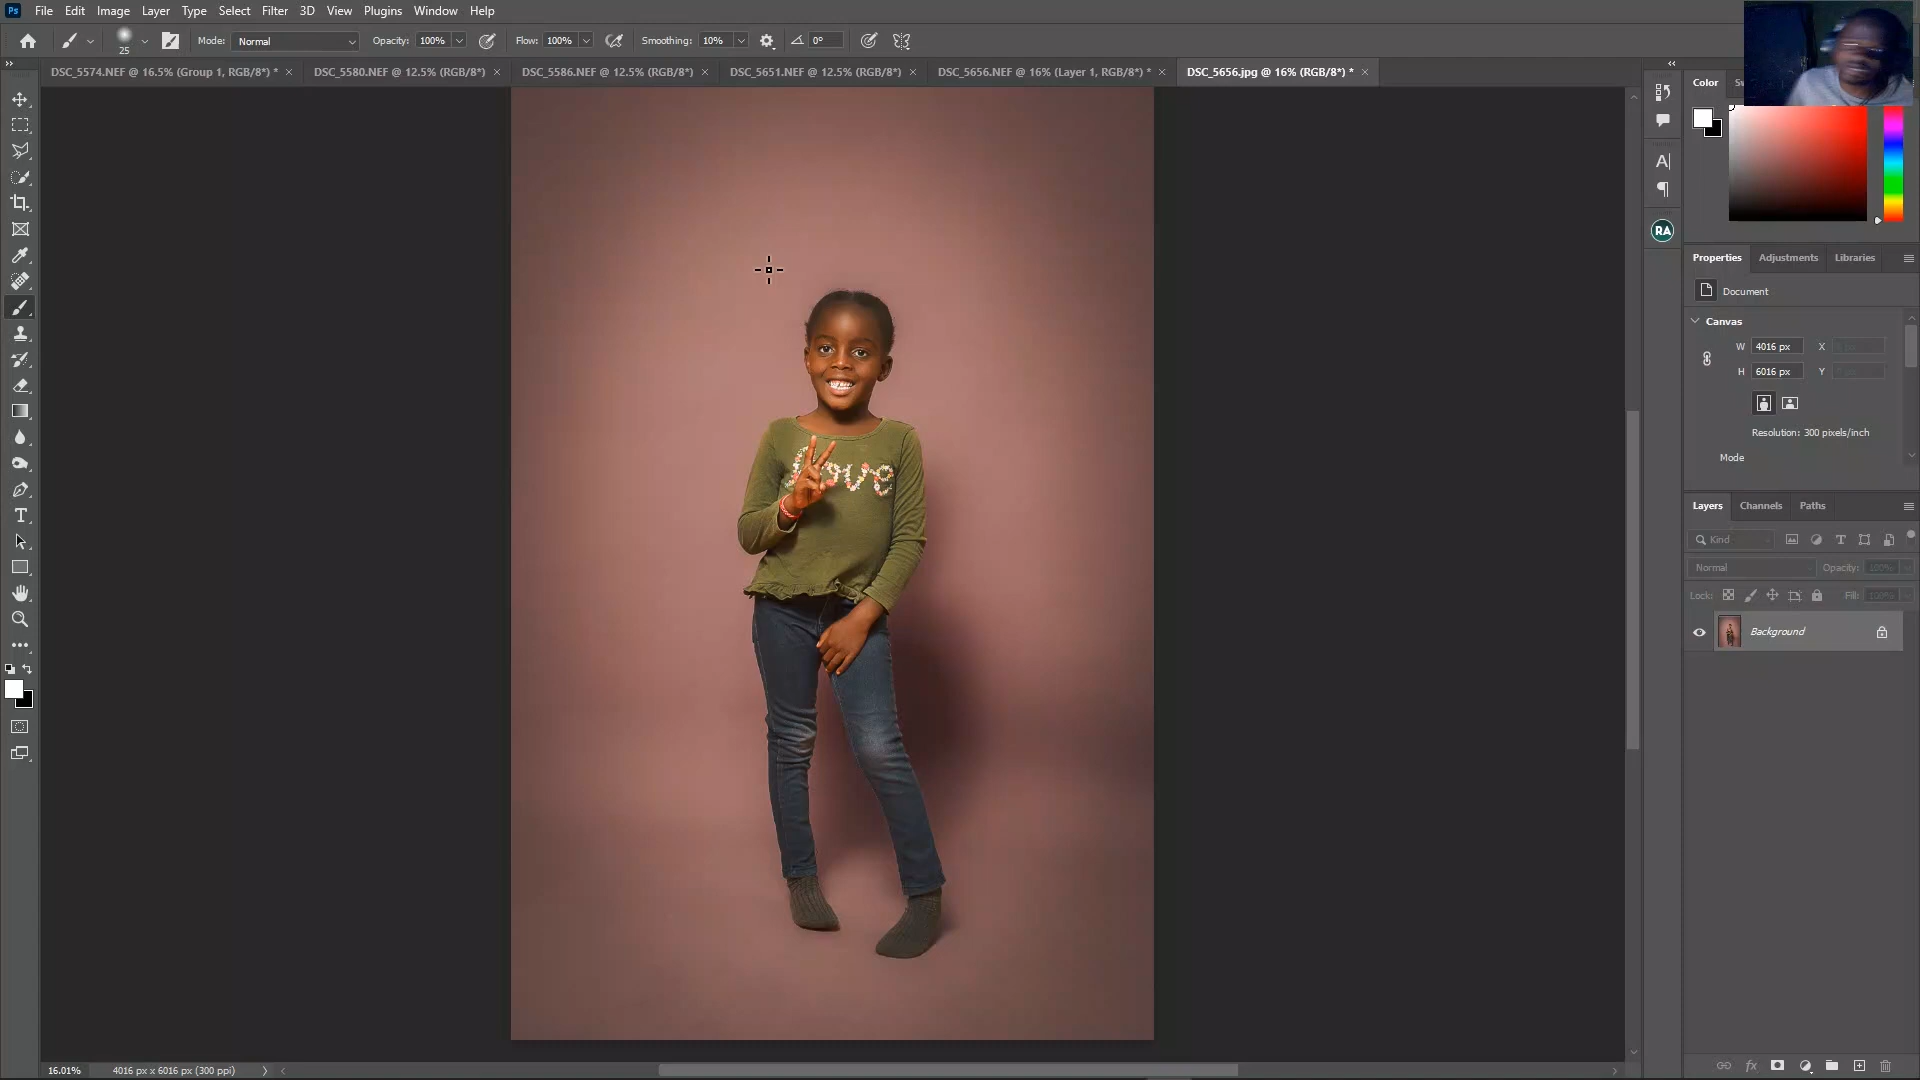 Ps File Edit Image Layer Type Select Filter 3D View Plugins Window Help
25 Mode: Normal Opacity: 100% Flow: 100% Smoothing: 10% 0°
DSC_5574.NEF @ 16.5% (Group 1, RGB/8*) * × DSC_5580.NEF @ 12.5% (RGB/8*) × DSC_5586.NEF @ 12.5% (RGB/8*) × DSC_5651.NEF @ 12.5% (RGB/8*) × DSC_5656.NEF @ 16% (Layer 1, RGB/8*) * × DSC_5656.jpg @ 16% (RGB/8*) * ×
Color
RA
Properties Adjustments Libraries
Document
Canvas
W 4016 px X
H 6016 px Y
Resolution: 300 pixels/inch
Mode
love
Layers Channels Paths
Kind
Normal Opacity: 100%
Lock: Fill: 100%
Background
16.01% 4016 px x 6016 px (300 ppi)